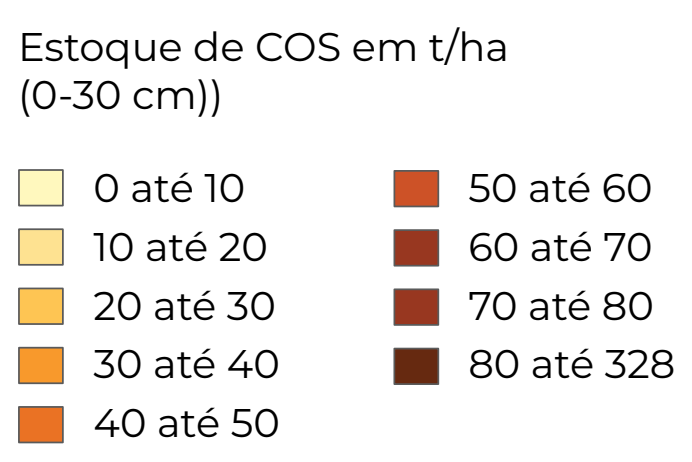 Estoque de COS em t/ha
(0-30 cm))
0 até 10
10 até 20
20 até 30
30 até 40
40 até 50
50 até 60
60 até 70
70 até 80
80 até 328